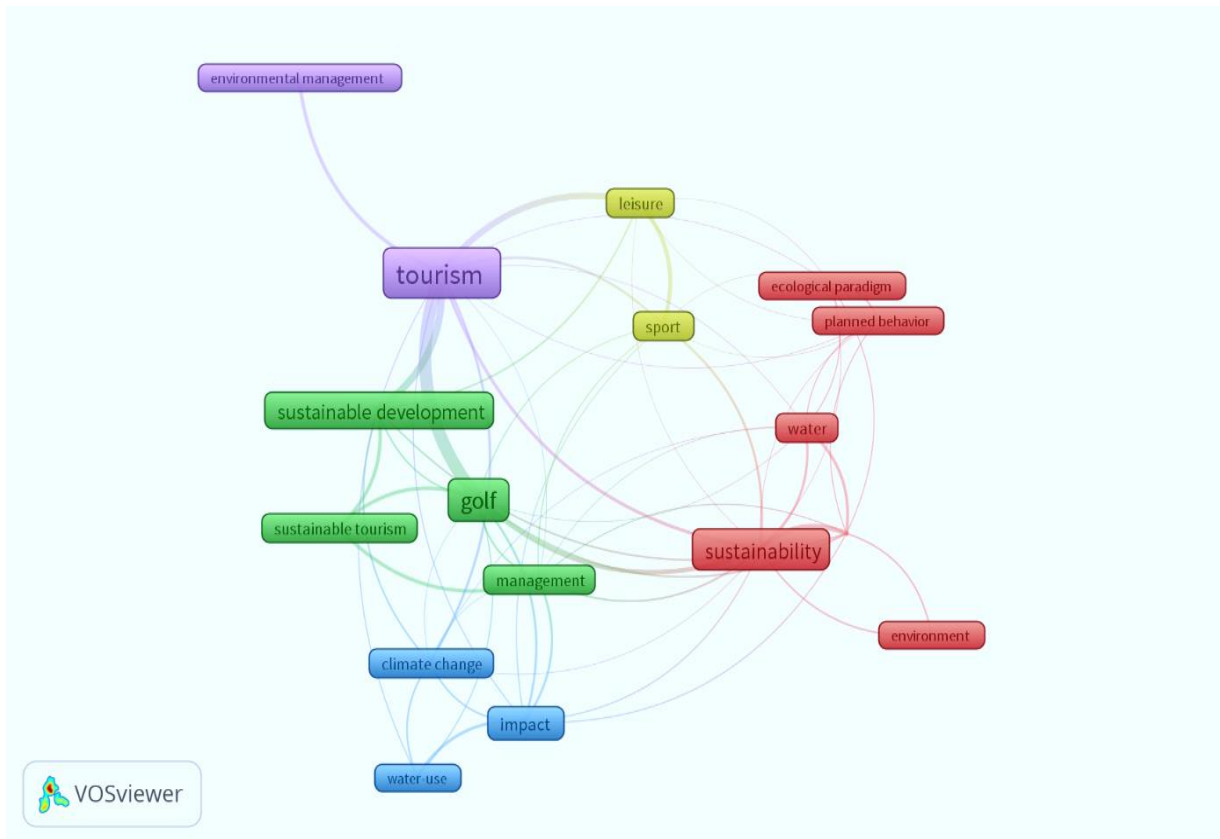 environmental management
leisure
tourism
ecological paradigm
planned behavior
sport
sustainable development
water
golf
sustainable tourism
sustainability
management
environment
climate change
impact
water-use
VOSviewer